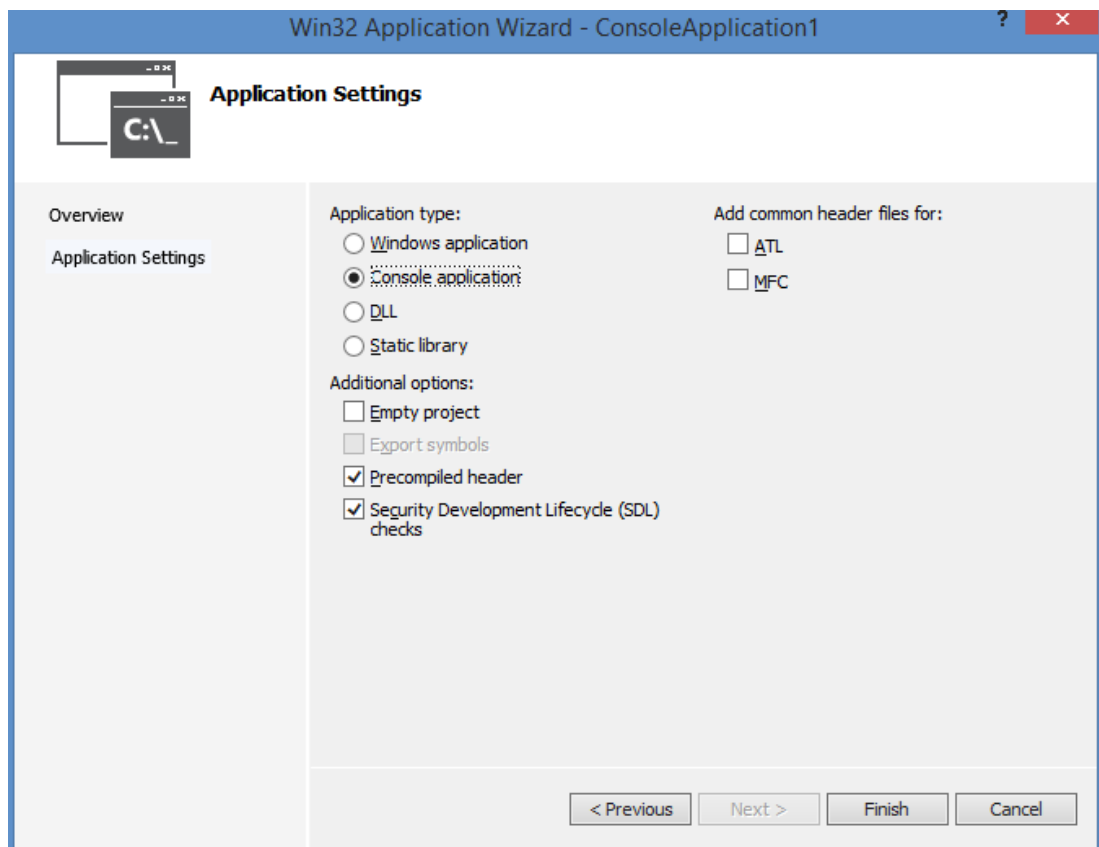 Win32 Application Wizard - ConsoleApplication1
?
C:\_
Application Settings
Overview
Application Settings
Application type:
Windows application
Console application
DLL
Static library
Additional options:
Empty project
Export symbols
Precompiled header
Security Development Lifecycle (SDL)
checks
Add common header files for:
ATL
MFC
< Previous
Next >
Finish
Cancel